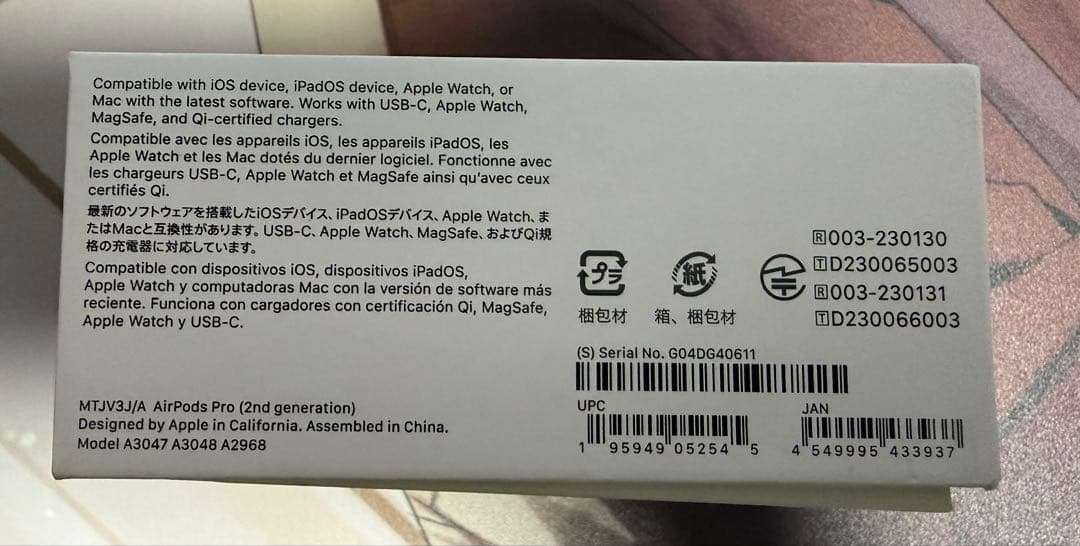 Compatible with iOS device, iPadOS device, Apple Watch, or
Mac with the latest software. Works with USB-C, Apple Watch,
MagSafe, and Qi-certified chargers.
Compatible avec les appareils iOS, les appareils iPadOS, les
Apple Watch et les Mac dotés du dernier logiciel. Fonctionne avec
les chargeurs USB-C, Apple Watch et MagSafe ainsi qu'avec ceux
certifiés Qi.
最新のソフトウェアを搭載したiOSデバイス、iPadOSデバイス、Apple Watch、ま
たはMacと互換性があります。USB-C、Apple Watch、MagSafe、およびQi規
格の充電器に対応しています。
Compatible con dispositivos iOS, dispositivos iPadOS,
Apple Watch y computadoras Mac con la versión de software más
reciente. Funciona con cargadores con certificación Qi, MagSafe,
Apple Watch y USB-C.
MTJV3J/A AirPods Pro (2nd generation)
Designed by Apple in California. Assembled in China.
Model A3047 A3048 A2968
プラ
梱包材
紙
箱、梱包材
R 003-230130
T D230065003
R 003-230131
T D230066003
(S) Serial No. G04DG40611
UPC
1 95949 05254 5
JAN
4 549995 433937